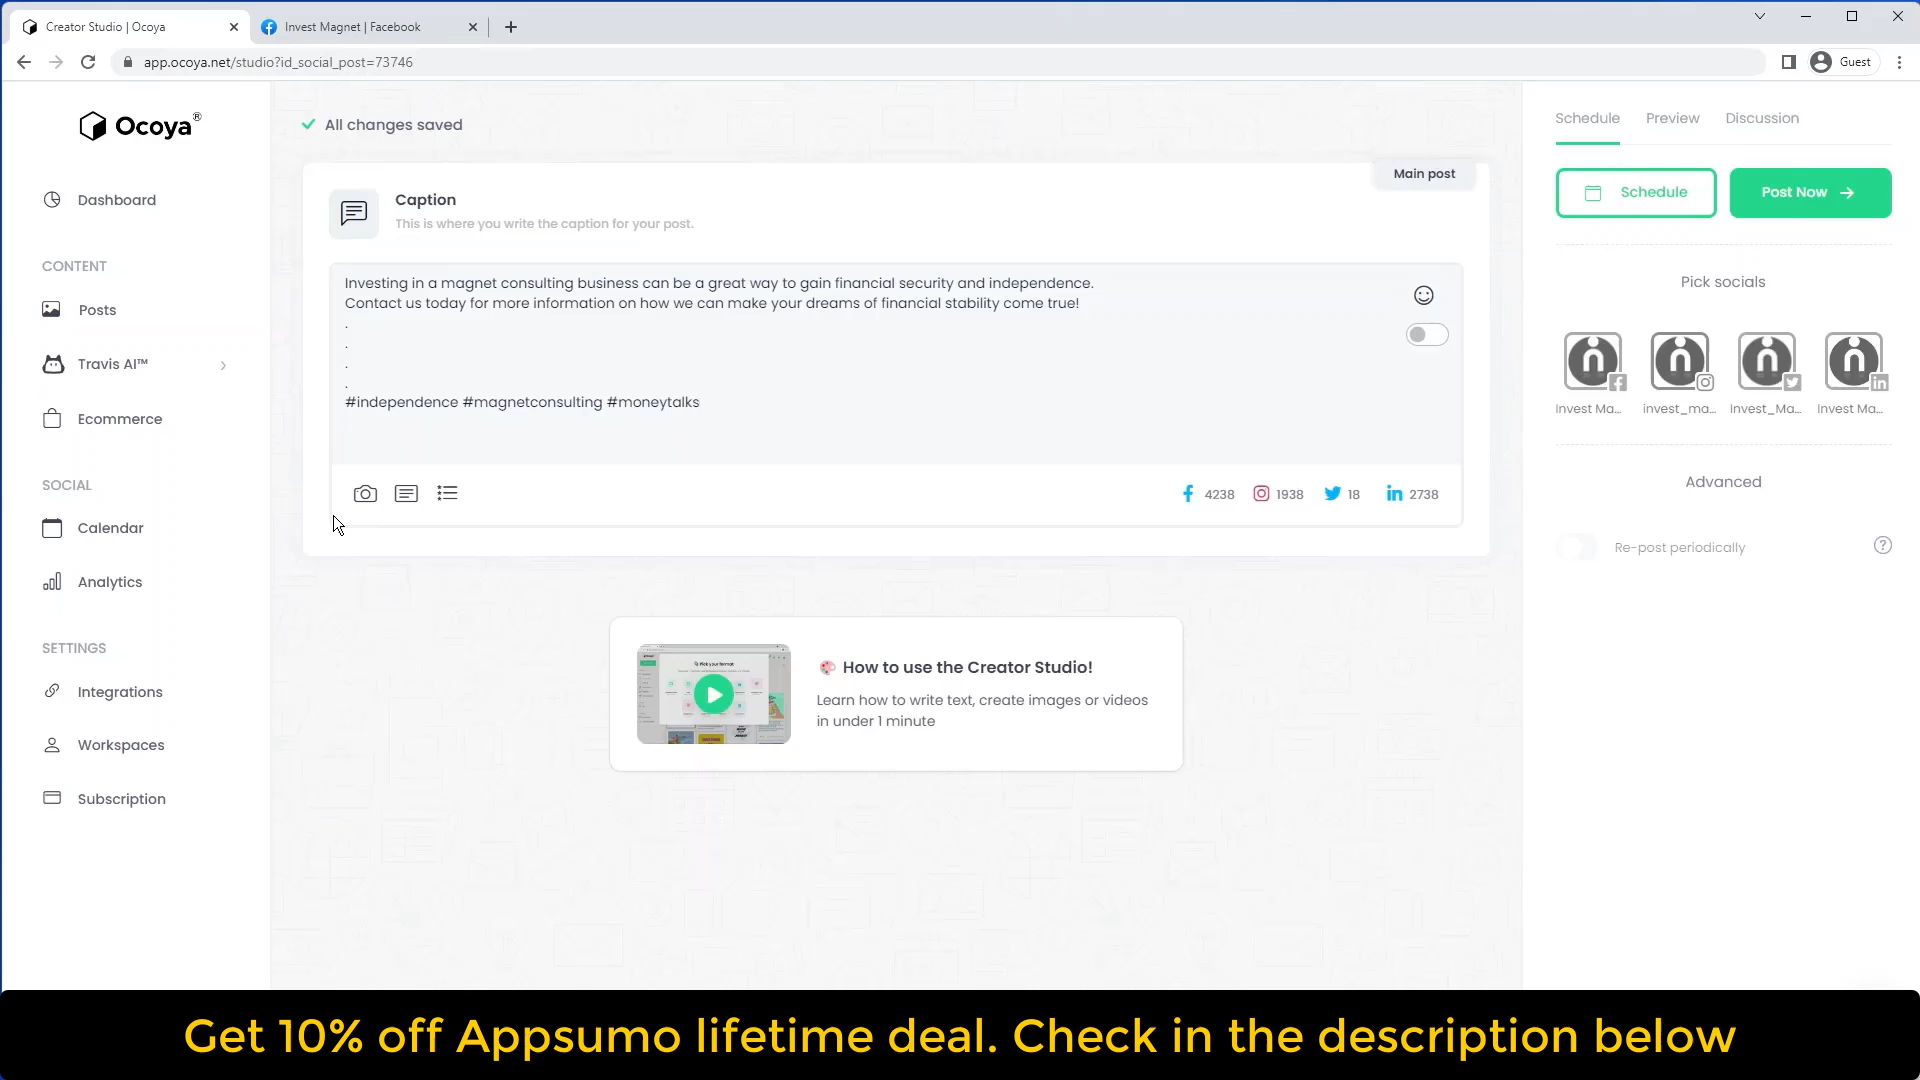 Creator Studio | Ocoya
Invest Magnet | Facebook
app.ocoya.net/studio?id_social_post=73746
Guest
Ocoya®
Dashboard
CONTENT
Posts
Travis AI™
Ecommerce
SOCIAL
Calendar
Analytics
SETTINGS
Integrations
Workspaces
Subscription
All changes saved
Main post
Caption
This is where you write the caption for your post.
Investing in a magnet consulting business can be a great way to gain financial security and independence.
Contact us today for more information on how we can make your dreams of financial stability come true!
.
.
.
.
#independence #magnetconsulting #moneytalks
4238 1938 18 2738
How to use the Creator Studio!
Learn how to write text, create images or videos
in under 1 minute
Schedule Preview Discussion
Schedule Post Now
Pick socials
Invest Ma... invest_ma... Invest_Ma... Invest Ma...
Advanced
Re-post periodically
Get 10% off Appsumo lifetime deal. Check in the description below